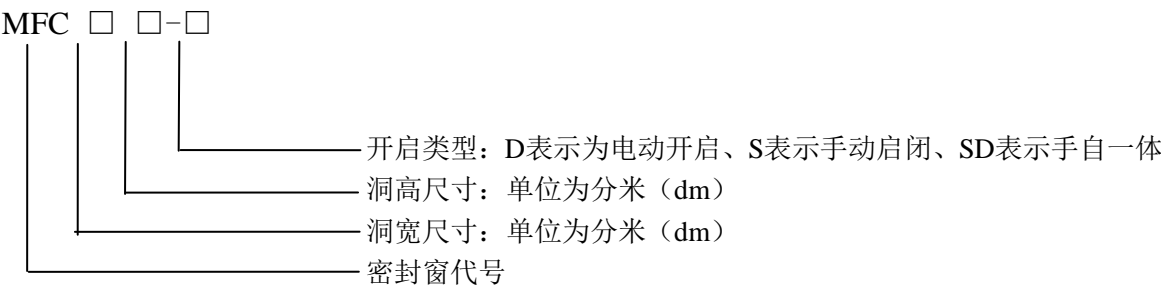 MFC □ □-□
开启类型：D表示为电动开启、S表示手动启闭、SD表示手自一体
洞高尺寸：单位为分米（dm）
洞宽尺寸：单位为分米（dm）
密封窗代号